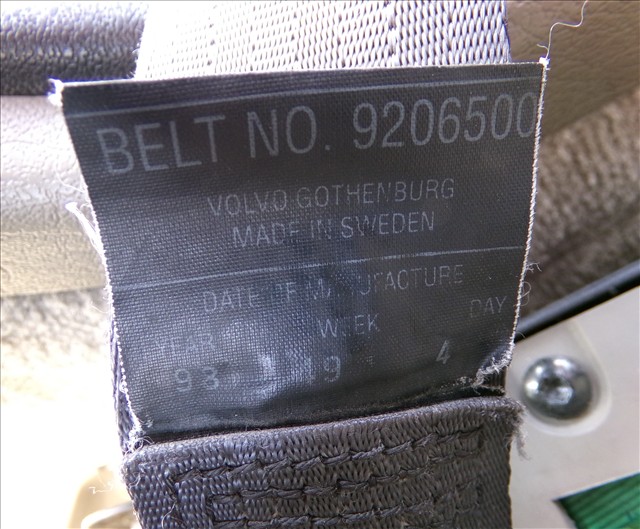 BELT NO. 9206500
VOLVO GOTHENBURG
MADE IN SWEDEN
DATE OF MANUFACTURE
YEAR WEEK DAY
93 19 4